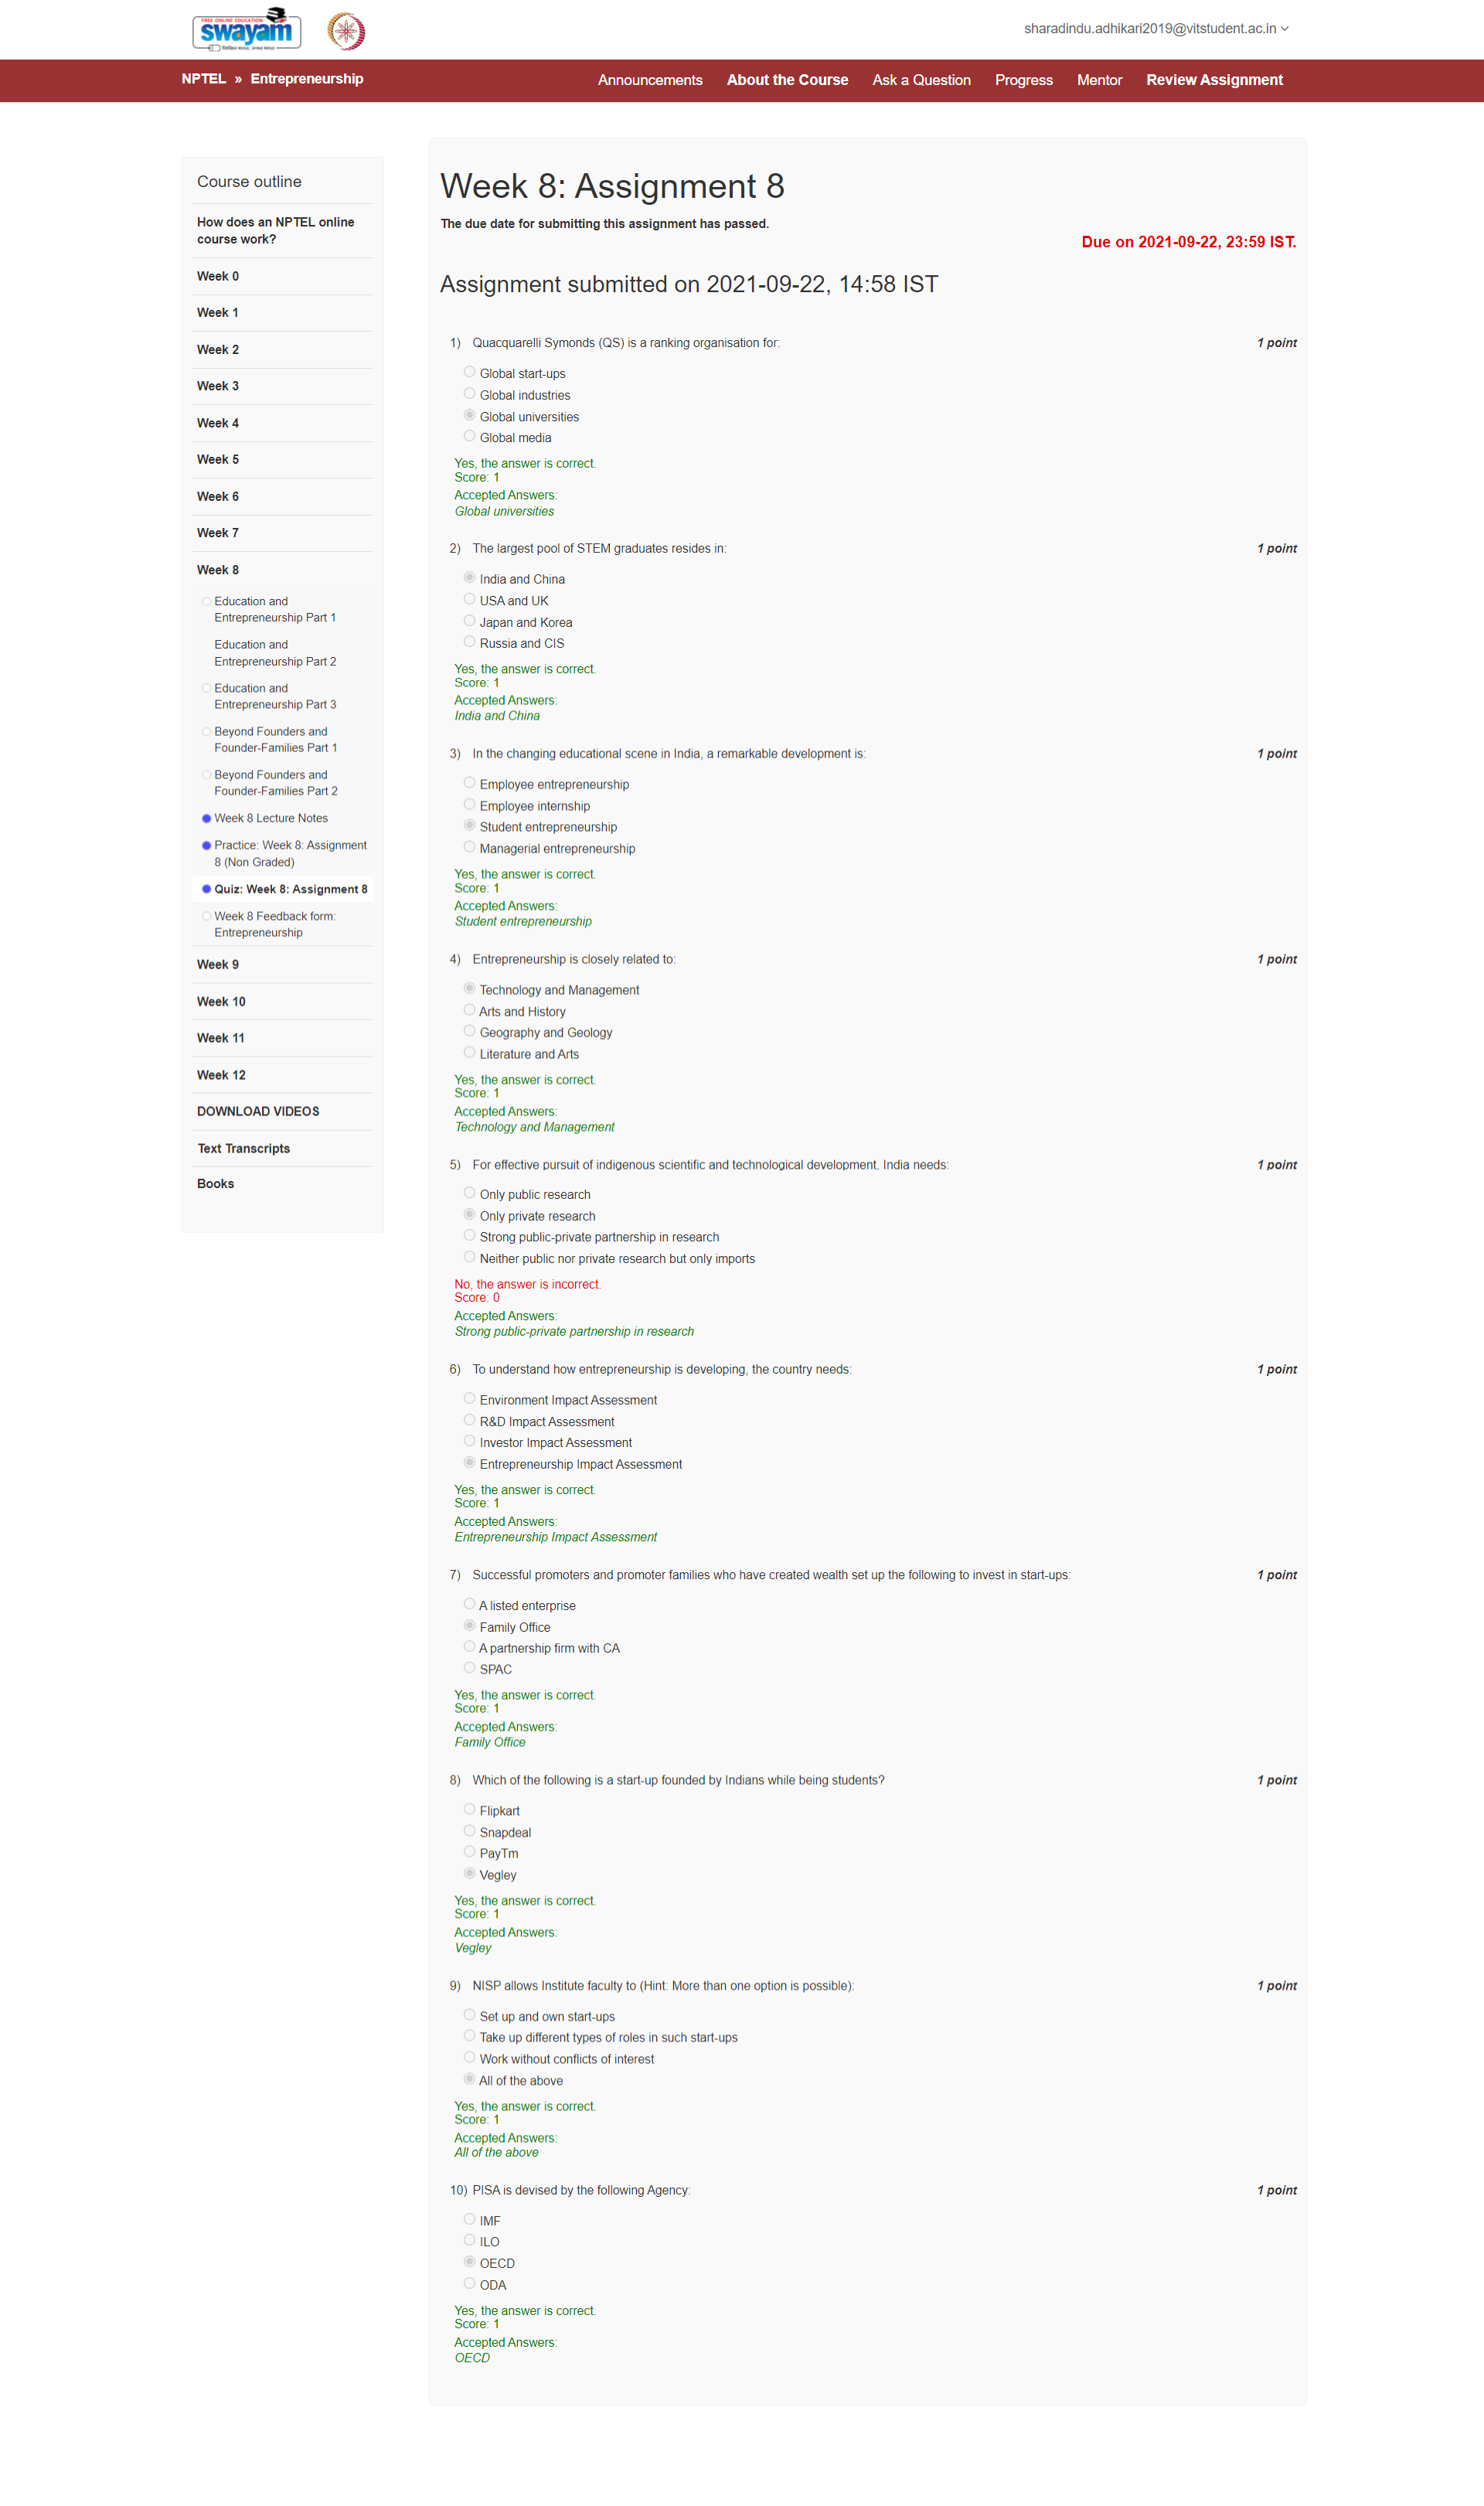 FREE ONLINE EDUCATION
swayam
sharadindu.adhikari2019@vitstudent.ac.in
NPTEL » Entrepreneurship
Announcements About the Course Ask a Question Progress Mentor Review Assignment
Course outline
How does an NPTEL online
course work?
Week 0
Week 1
Week 2
Week 3
Week 4
Week 5
Week 6
Week 7
Week 8
Education and
Entrepreneurship Part 1
Education and
Entrepreneurship Part 2
Education and
Entrepreneurship Part 3
Beyond Founders and
Founder-Families Part 1
Beyond Founders and
Founder-Families Part 2
Week 8 Lecture Notes
Practice: Week 8: Assignment
8 (Non Graded)
Quiz: Week 8: Assignment 8
Week 8 Feedback form:
Entrepreneurship
Week 9
Week 10
Week 11
Week 12
DOWNLOAD VIDEOS
Text Transcripts
Books
Week 8: Assignment 8
The due date for submitting this assignment has passed.
Due on 2021-09-22, 23:59 IST.
Assignment submitted on 2021-09-22, 14:58 IST
1) Quacquarelli Symonds (QS) is a ranking organisation for: 1 point
Global start-ups
Global industries
Global universities
Global media
Yes, the answer is correct.
Score: 1
Accepted Answers:
Global universities
2) The largest pool of STEM graduates resides in: 1 point
India and China
USA and UK
Japan and Korea
Russia and CIS
Yes, the answer is correct.
Score: 1
Accepted Answers:
India and China
3) In the changing educational scene in India, a remarkable development is: 1 point
Employee entrepreneurship
Employee internship
Student entrepreneurship
Managerial entrepreneurship
Yes, the answer is correct.
Score: 1
Accepted Answers:
Student entrepreneurship
4) Entrepreneurship is closely related to: 1 point
Technology and Management
Arts and History
Geography and Geology
Literature and Arts
Yes, the answer is correct.
Score: 1
Accepted Answers:
Technology and Management
5) For effective pursuit of indigenous scientific and technological development, India needs: 1 point
Only public research
Only private research
Strong public-private partnership in research
Neither public nor private research but only imports
No, the answer is incorrect.
Score: 0
Accepted Answers:
Strong public-private partnership in research
6) To understand how entrepreneurship is developing, the country needs: 1 point
Environment Impact Assessment
R&D Impact Assessment
Investor Impact Assessment
Entrepreneurship Impact Assessment
Yes, the answer is correct.
Score: 1
Accepted Answers:
Entrepreneurship Impact Assessment
7) Successful promoters and promoter families who have created wealth set up the following to invest in start-ups: 1 point
A listed enterprise
Family Office
A partnership firm with CA
SPAC
Yes, the answer is correct.
Score: 1
Accepted Answers:
Family Office
8) Which of the following is a start-up founded by Indians while being students? 1 point
Flipkart
Snapdeal
PayTm
Vegley
Yes, the answer is correct.
Score: 1
Accepted Answers:
Vegley
9) NISP allows Institute faculty to (Hint: More than one option is possible): 1 point
Set up and own start-ups
Take up different types of roles in such start-ups
Work without conflicts of interest
All of the above
Yes, the answer is correct.
Score: 1
Accepted Answers:
All of the above
10) PISA is devised by the following Agency: 1 point
IMF
ILO
OECD
ODA
Yes, the answer is correct.
Score: 1
Accepted Answers:
OECD